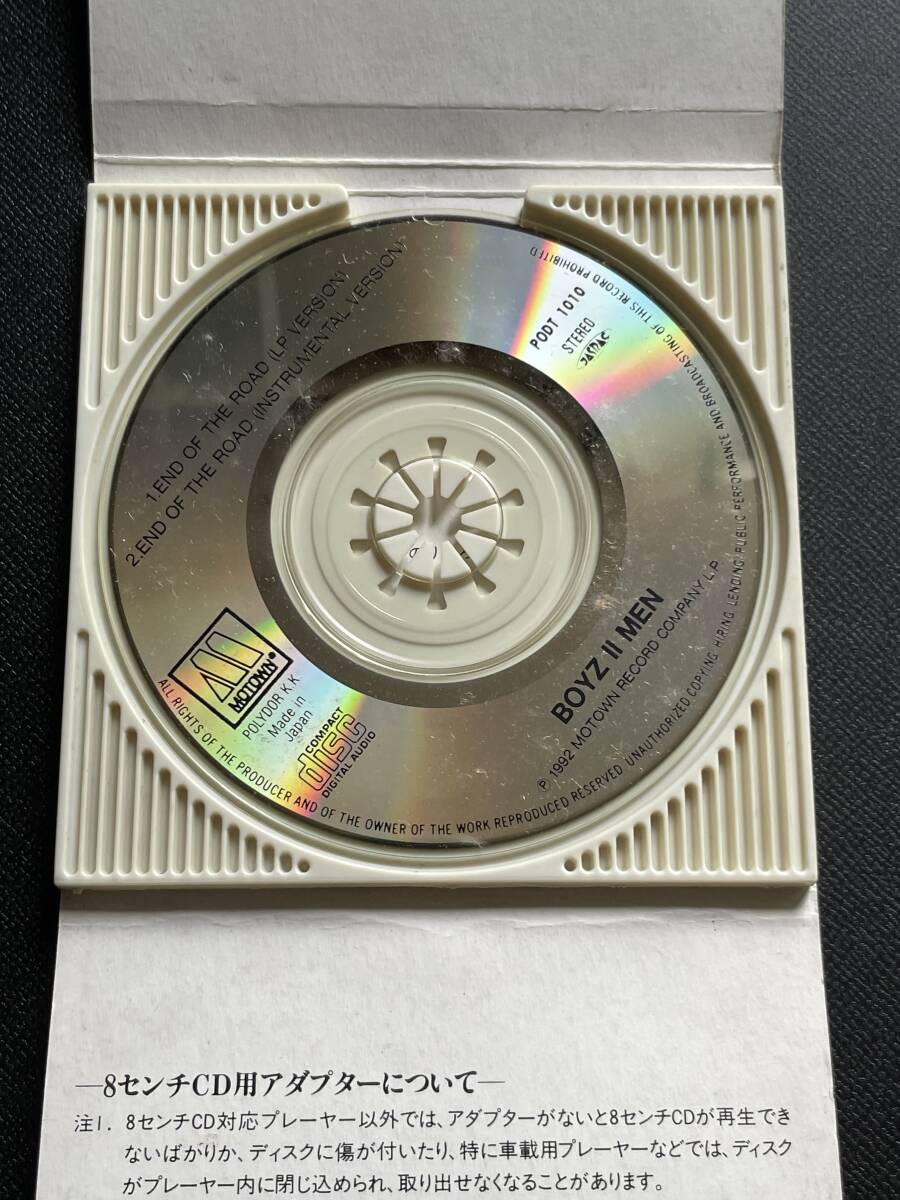 1.END OF THE ROAD (LP VERSION)
2.END OF THE ROAD (INSTRUMENTAL VERSION)
PODT 1010
STEREO
JASRAC
MOTOWN®
POLYDOR K.K.
Made in
Japan
COMPACT
disc
DIGITAL AUDIO
BOYZ II MEN
℗ 1992 MOTOWN RECORD COMPANY L.P.
ALL RIGHTS OF THE PRODUCER AND OF THE OWNER OF THE WORK REPRODUCED RESERVED. UNAUTHORIZED COPYING, HIRING, LENDING, PUBLIC PERFORMANCE AND BROADCASTING OF THIS RECORD PROHIBITED
―8センチCD用アダプターについて―
注1. 8センチCD対応プレーヤー以外では、アダプターがないと8センチCDが再生でき
ないばがりか、ディスクに傷が付いたり、特に車載用プレーヤーなどでは、ディスク
がプレーヤー内に閉じ込められ、取り出せなくなることがあります。